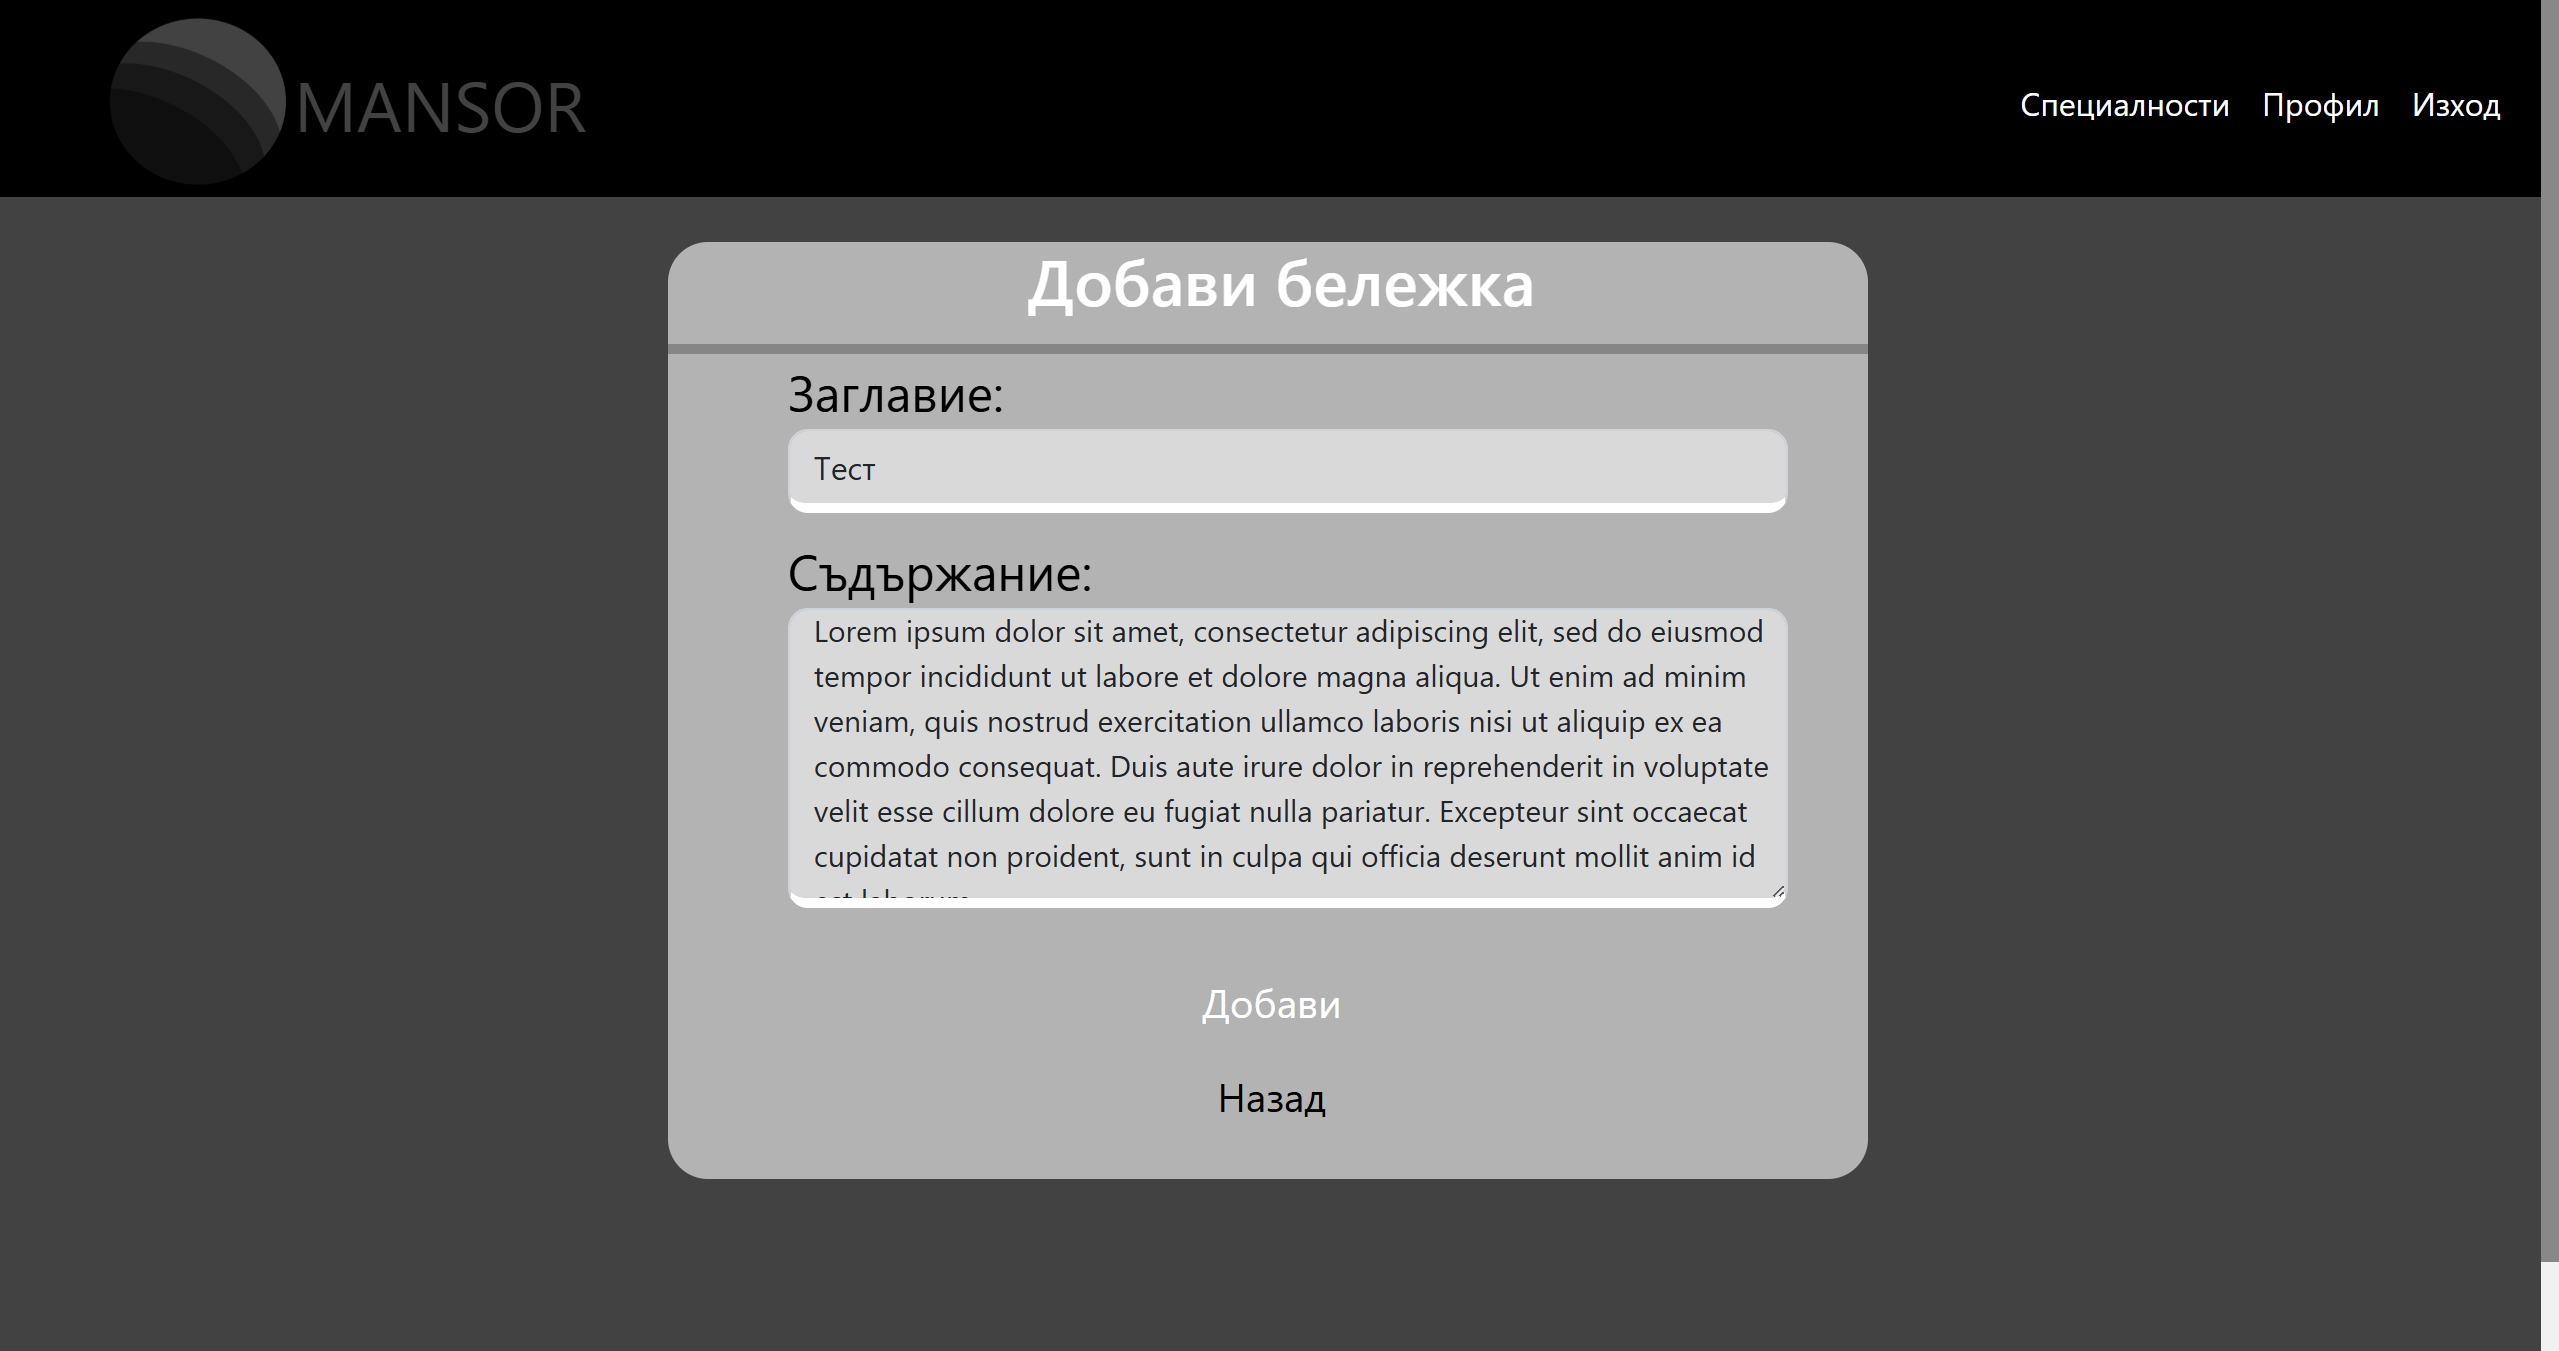 MANSOR
Специалности Профил Изход
Добави бележка
Заглавие:
Тест
Съдържание:
Lorem ipsum dolor sit amet, consectetur adipiscing elit, sed do eiusmod
tempor incididunt ut labore et dolore magna aliqua. Ut enim ad minim
veniam, quis nostrud exercitation ullamco laboris nisi ut aliquip ex ea
commodo consequat. Duis aute irure dolor in reprehenderit in voluptate
velit esse cillum dolore eu fugiat nulla pariatur. Excepteur sint occaecat
cupidatat non proident, sunt in culpa qui officia deserunt mollit anim id
Добави
Назад